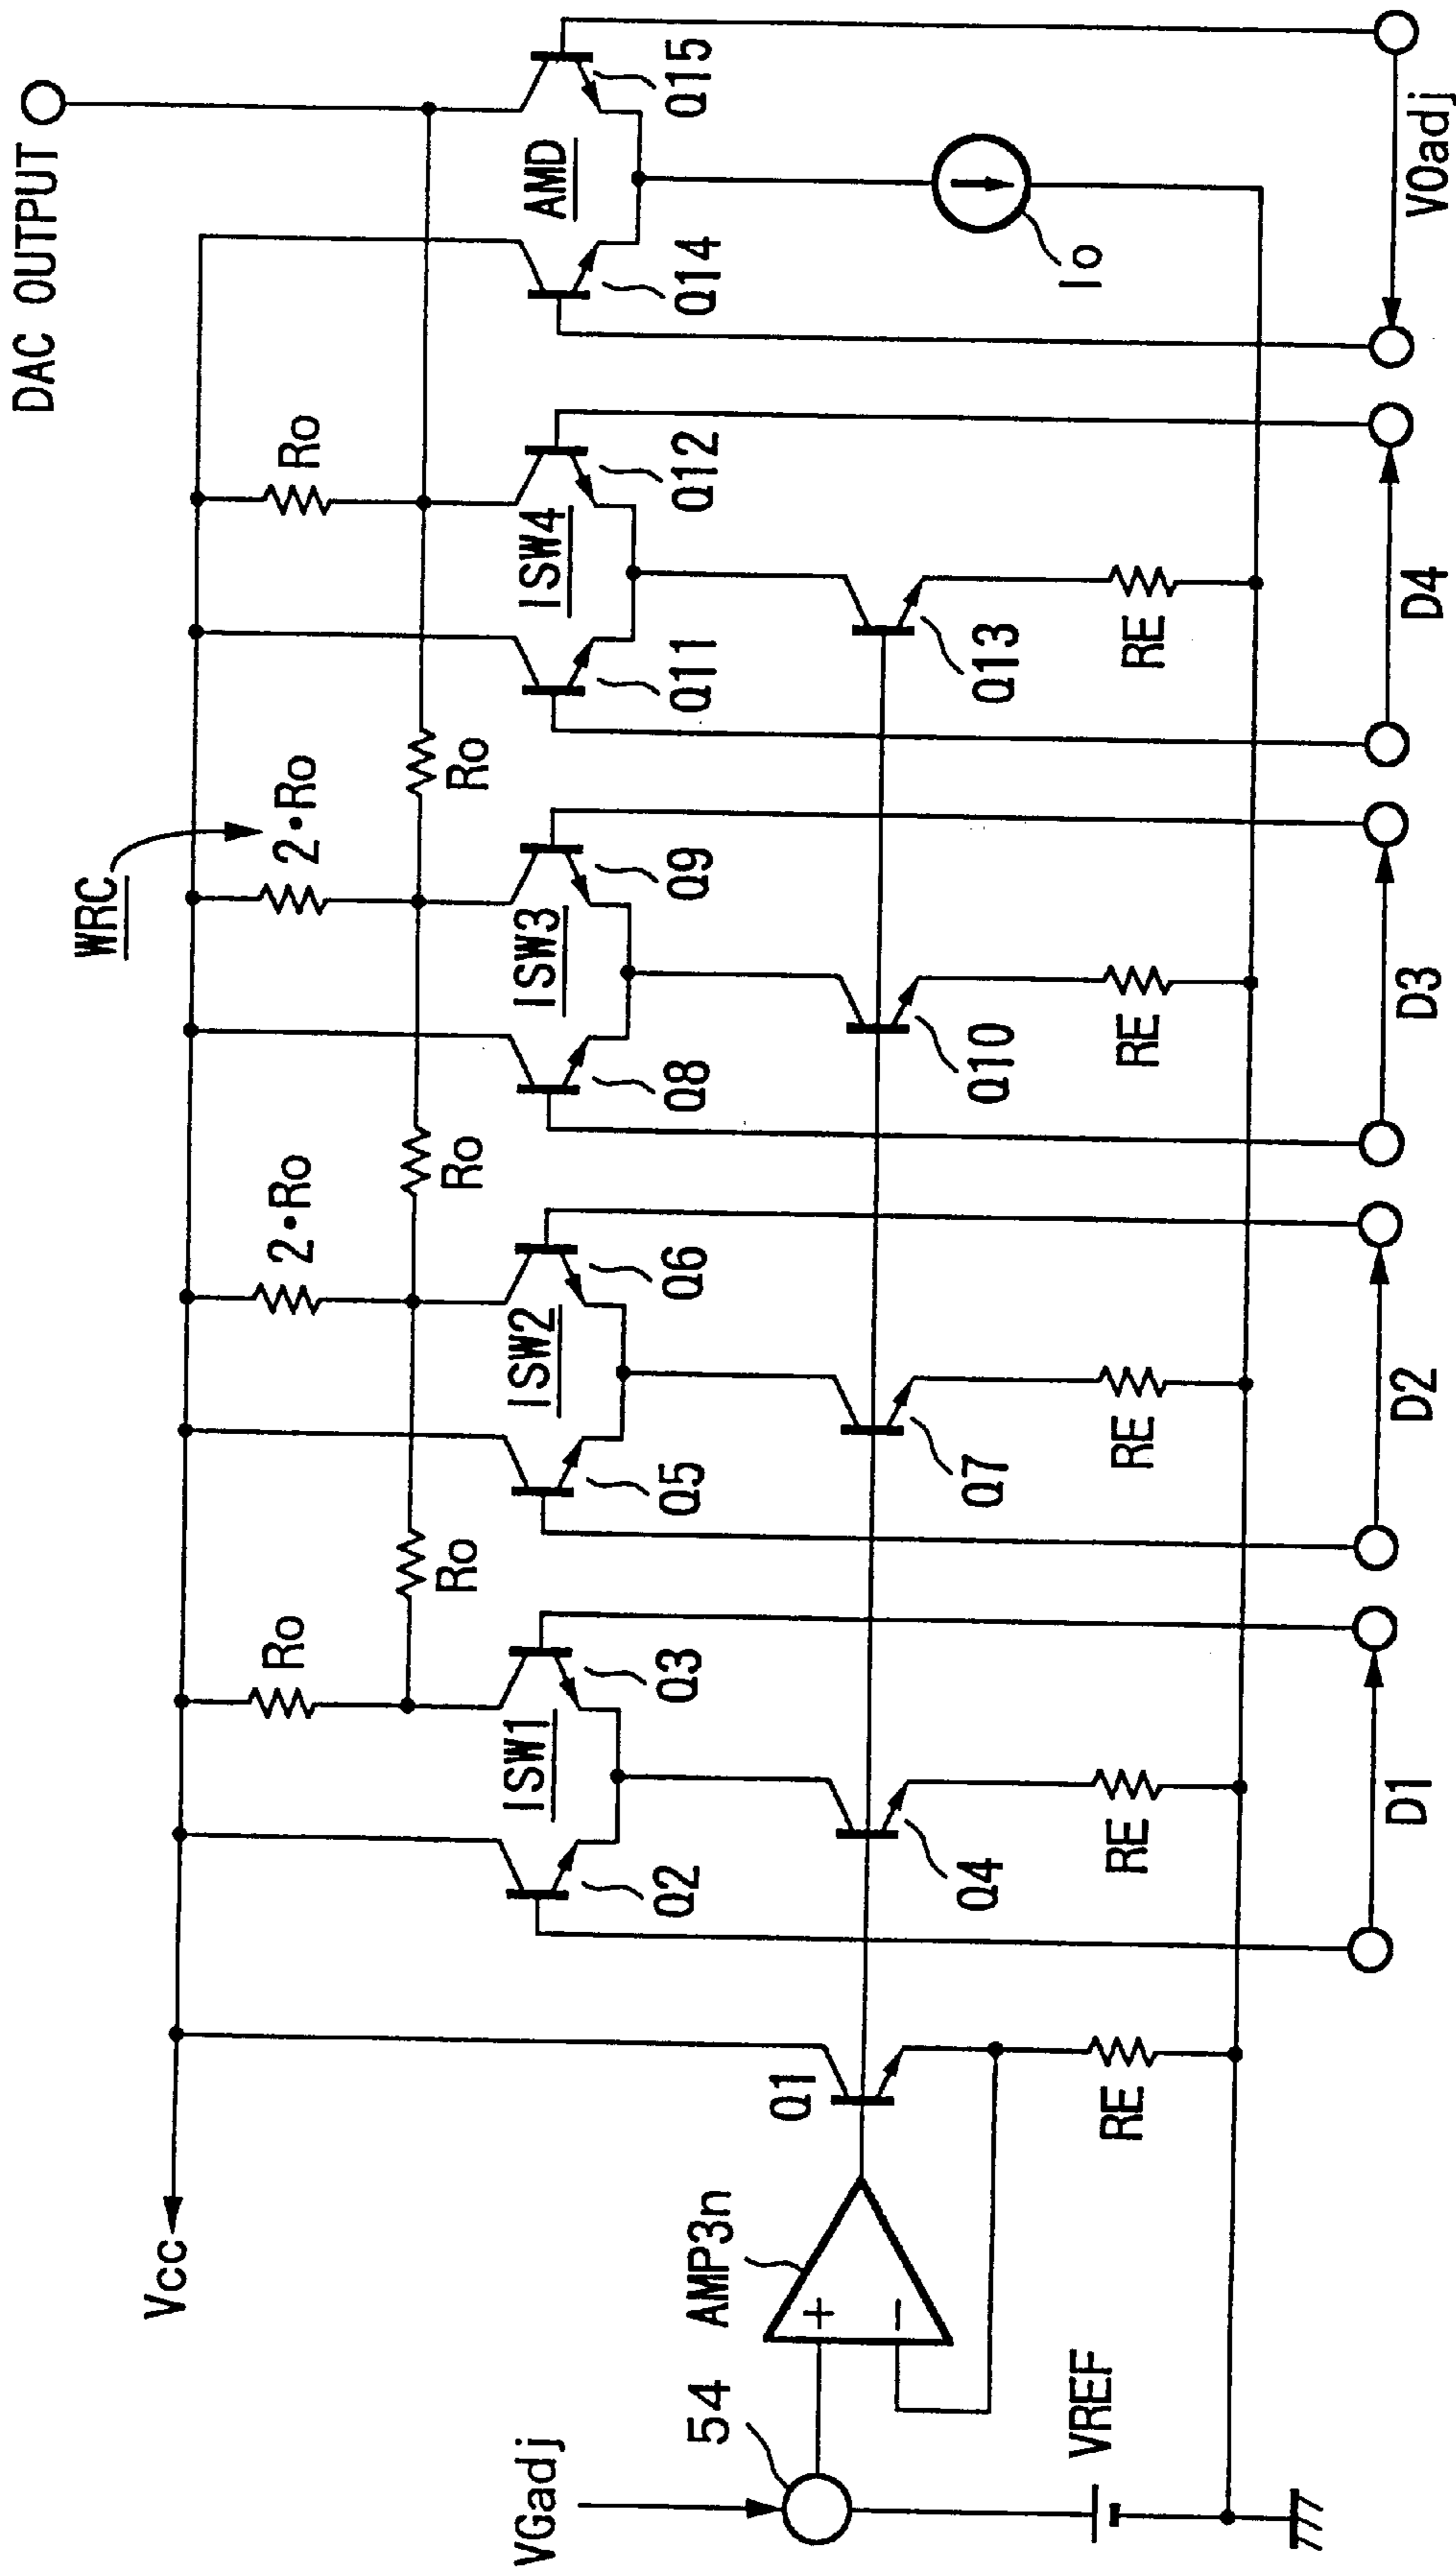 DAC OUTPUT
Vcc
WRC
Ro
2•Ro
2•Ro
Ro
Ro
Ro
Ro
ISW1
ISW2
ISW3
ISW4
AMD
Q2
Q3
Q5
Q6
Q8
Q9
Q11
Q12
Q14
Q15
VGadj
54
AMP3n
+
−
Q1
Q4
Q7
Q10
Q13
Io
VREF
RE
RE
RE
RE
RE
D1
D2
D3
D4
VOadj